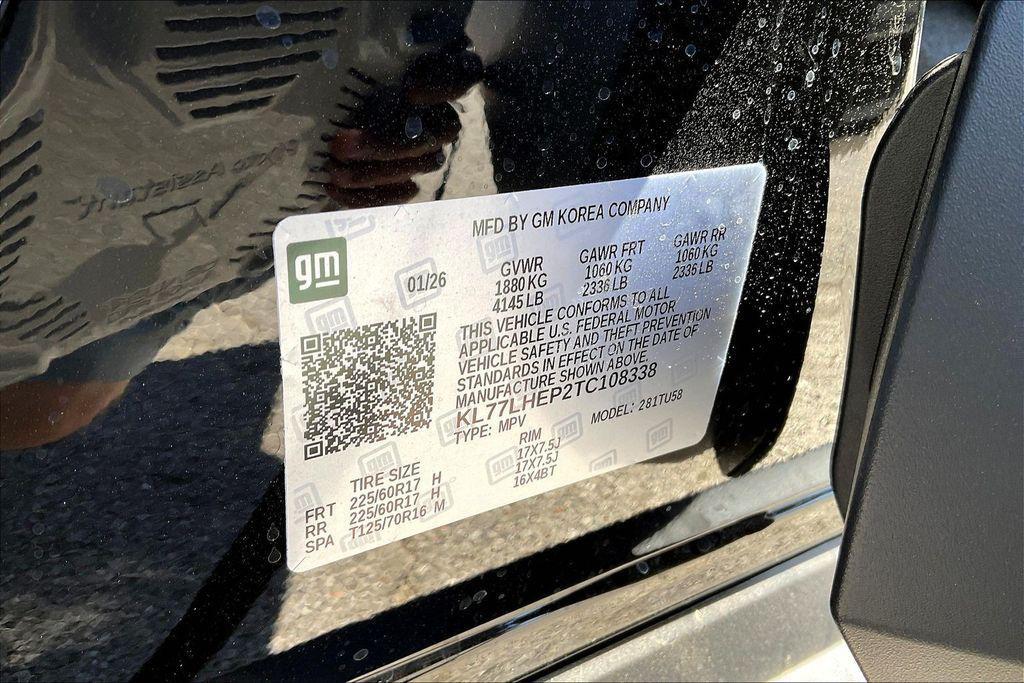 MFD BY GM KOREA COMPANY
gm
01/26
GVWR GAWR FRT GAWR RR
1880 KG 1060 KG 1060 KG
4145 LB 2336 LB 2336 LB
THIS VEHICLE CONFORMS TO ALL
APPLICABLE U.S. FEDERAL MOTOR
VEHICLE SAFETY AND THEFT PREVENTION
STANDARDS IN EFFECT ON THE DATE OF
MANUFACTURE SHOWN ABOVE.
KL77LHEP2TC108338
TYPE: MPV MODEL: 281TU58
TIRE SIZE RIM
FRT 225/60R17 H 17X7.5J
RR 225/60R17 H 17X7.5J
SPA T125/70R16 M 16X4BT